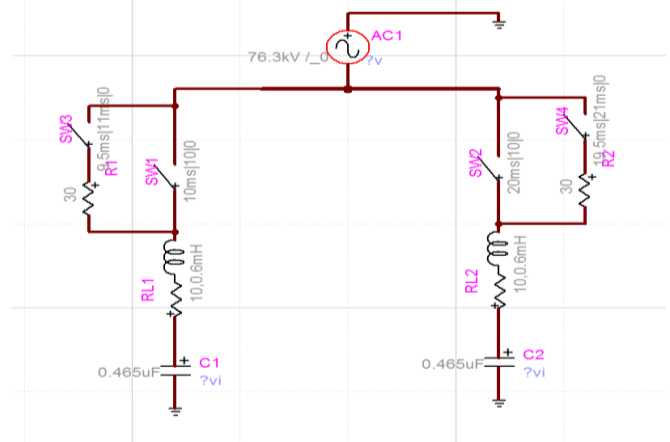 AC1
76.3kV /_0
?v
SW3
9.5ms|11ms|0
R1
30
SW1
10ms|10|0
SW2
20ms|10|0
SW4
19.5ms|21ms|0
R2
30
RL1
10,0.6mH
RL2
10,0.6mH
+
C1
0.465uF
?vi
+
C2
0.465uF
?vi